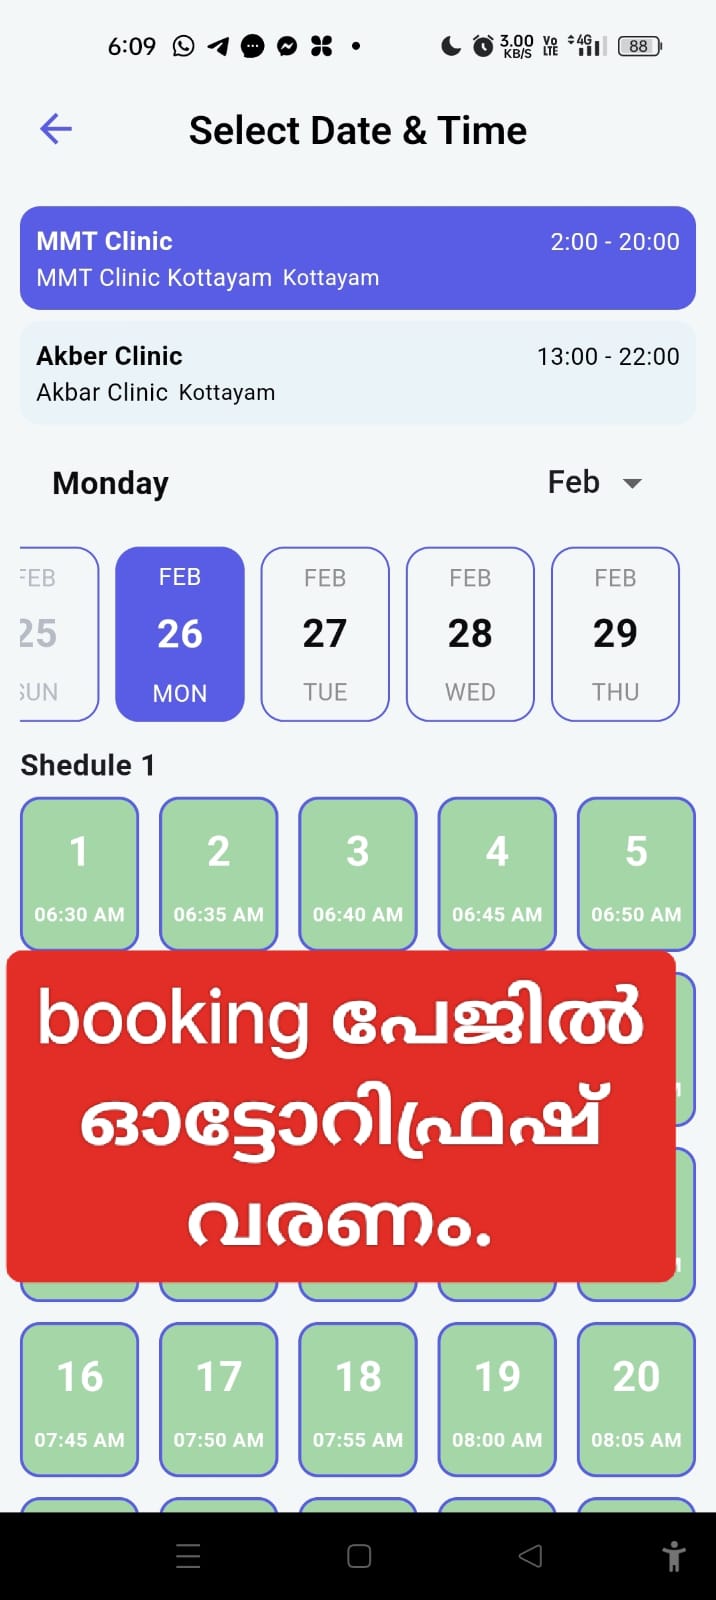 6:09 3.00 KB/S Vo LTE 4G 88
Select Date & Time
MMT Clinic 2:00 - 20:00
MMT Clinic Kottayam Kottayam
Akber Clinic 13:00 - 22:00
Akbar Clinic Kottayam
Monday Feb
FEB FEB FEB FEB FEB
25 26 27 28 29
SUN MON TUE WED THU
Shedule 1
1 2 3 4 5
06:30 AM 06:35 AM 06:40 AM 06:45 AM 06:50 AM
booking പേജിൽ
ഓട്ടോറിഫ്രഷ്
വരണം.
16 17 18 19 20
07:45 AM 07:50 AM 07:55 AM 08:00 AM 08:05 AM